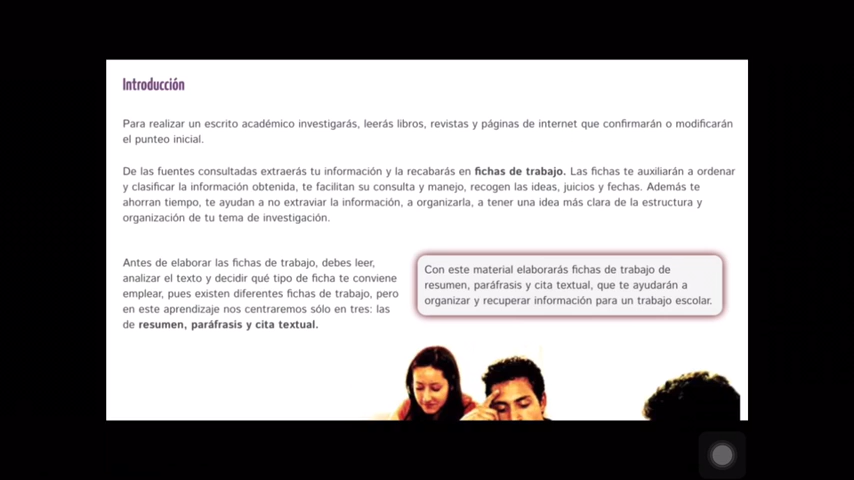 Introducción
Para realizar un escrito académico investigarás, leerás libros, revistas y páginas de internet que confirmarán o modificarán
el punteo inicial.
De las fuentes consultadas extraerás tu información y la recabarás en fichas de trabajo. Las fichas te auxiliarán a ordenar
y clasificar la información obtenida, te facilitan su consulta y manejo, recogen las ideas, juicios y fechas. Además te
ahorran tiempo, te ayudan a no extraviar la información, a organizarla, a tener una idea más clara de la estructura y
organización de tu tema de investigación.
Antes de elaborar las fichas de trabajo, debes leer,
analizar el texto y decidir qué tipo de ficha te conviene
emplear, pues existen diferentes fichas de trabajo, pero
en este aprendizaje nos centraremos sólo en tres: las
de resumen, paráfrasis y cita textual.
Con este material elaborarás fichas de trabajo de
resumen, paráfrasis y cita textual, que te ayudarán a
organizar y recuperar información para un trabajo escolar.